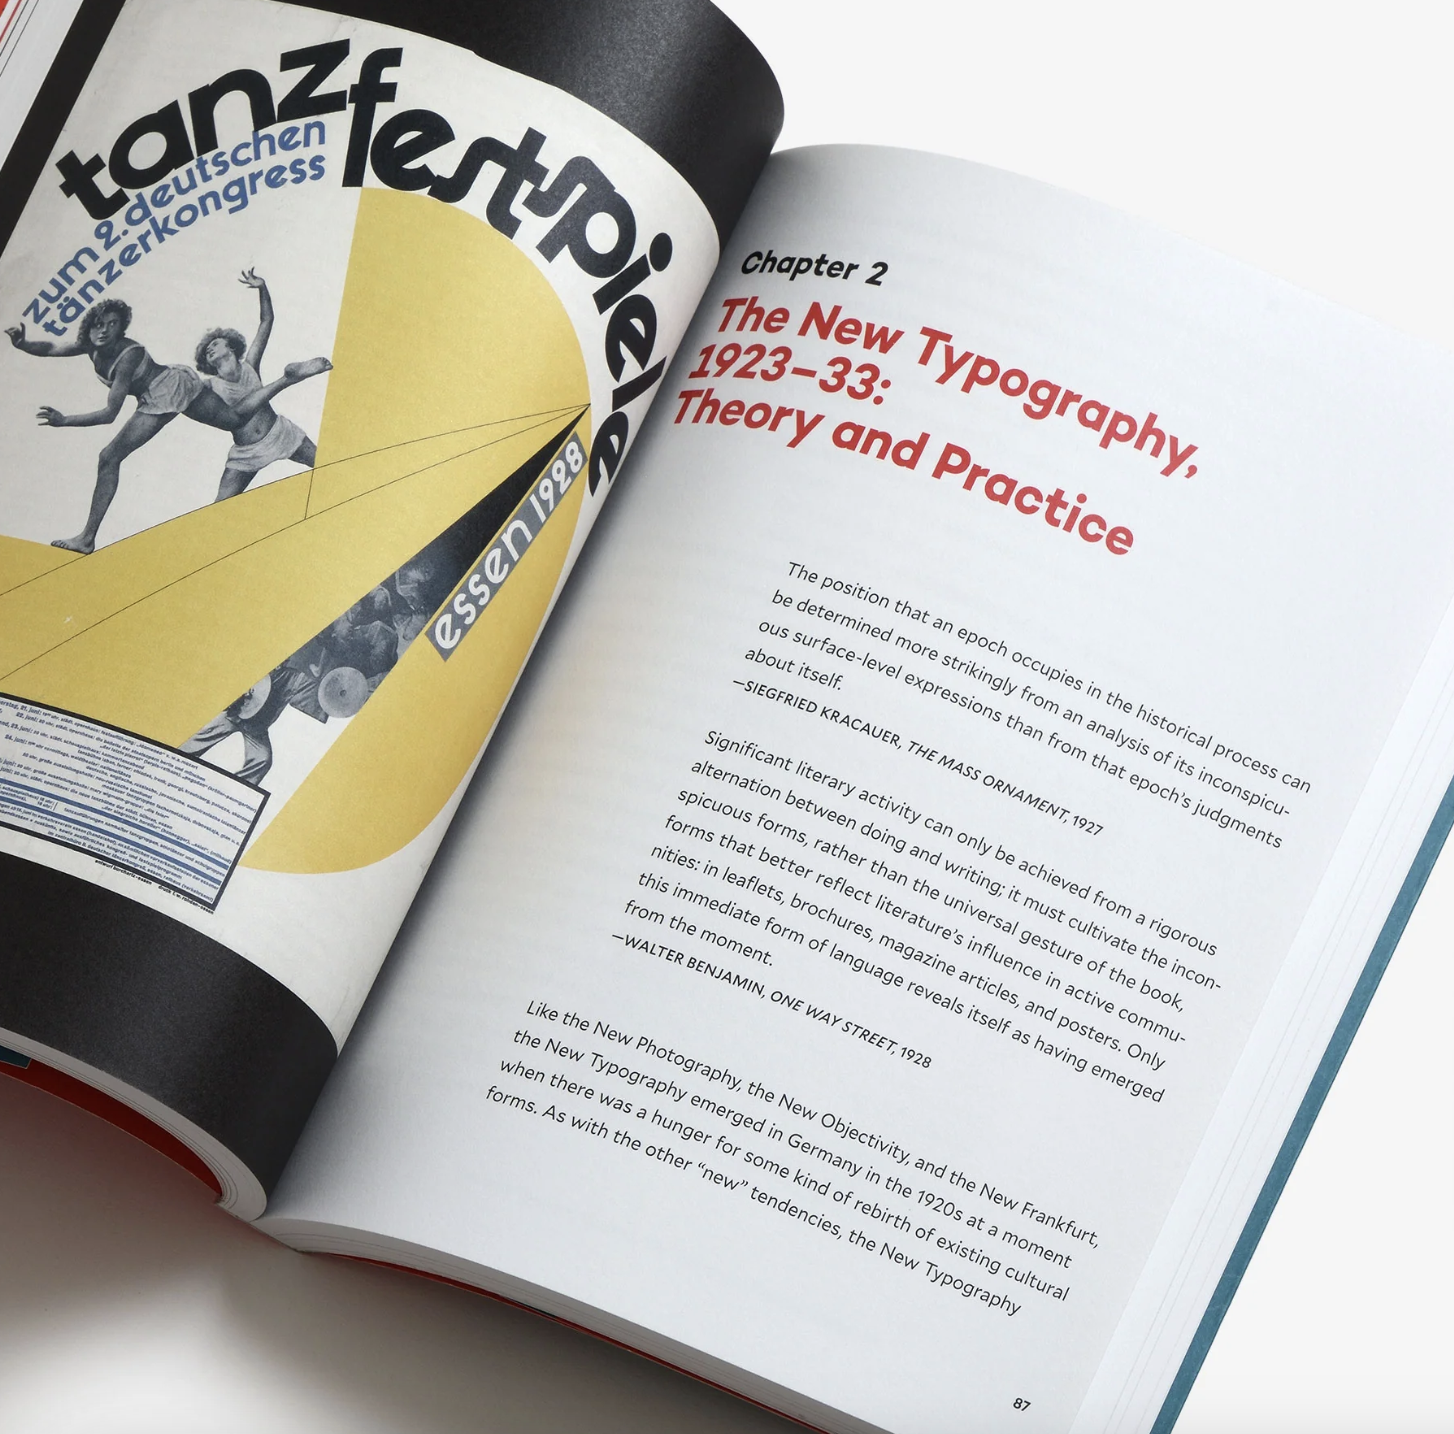 tanzfestspiele
zum 2. deutschen
tänzerkongress
essen 1928
Chapter 2
The New Typography,
1923–33:
Theory and Practice
The position that an epoch occupies in the historical process can
be determined more strikingly from an analysis of its inconspicu-
ous surface-level expressions than from that epoch’s judgments
about itself.
—SIEGFRIED KRACAUER, THE MASS ORNAMENT, 1927
Significant literary activity can only be achieved from a rigorous
alternation between doing and writing; it must cultivate the incon-
spicuous forms, rather than the universal gesture of the book,
forms that better reflect literature’s influence in active commu-
nities: in leaflets, brochures, magazine articles, and posters. Only
this immediate form of language reveals itself as having emerged
from the moment.
—WALTER BENJAMIN, ONE WAY STREET, 1928
Like the New Photography, the New Objectivity, and the New Frankfurt,
the New Typography emerged in Germany in the 1920s at a moment
when there was a hunger for some kind of rebirth of existing cultural
forms. As with the other “new” tendencies, the New Typography
87